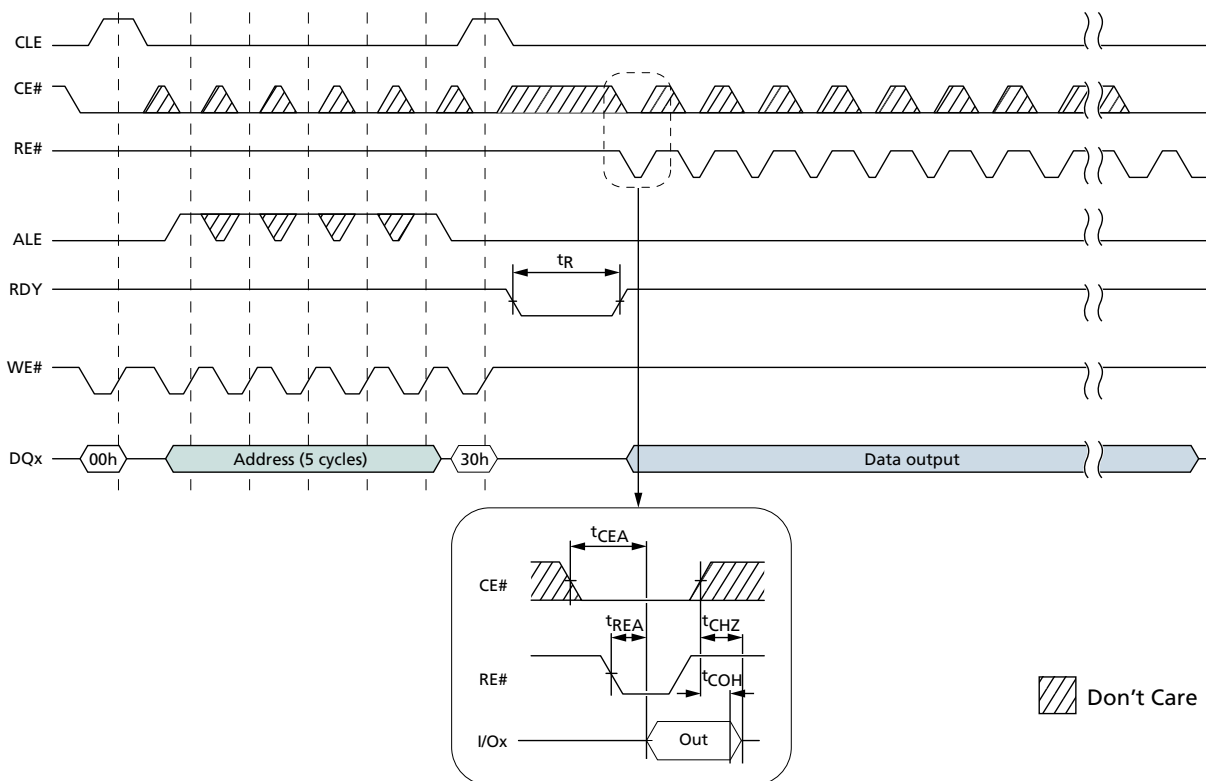 CLE
CE#
RE#
ALE
tR
RDY
WE#
DQx
00h
Address (5 cycles)
30h
Data output
tCEA
CE#
tREA
tCHZ
RE#
tCOH
I/Ox
Out
Don't Care